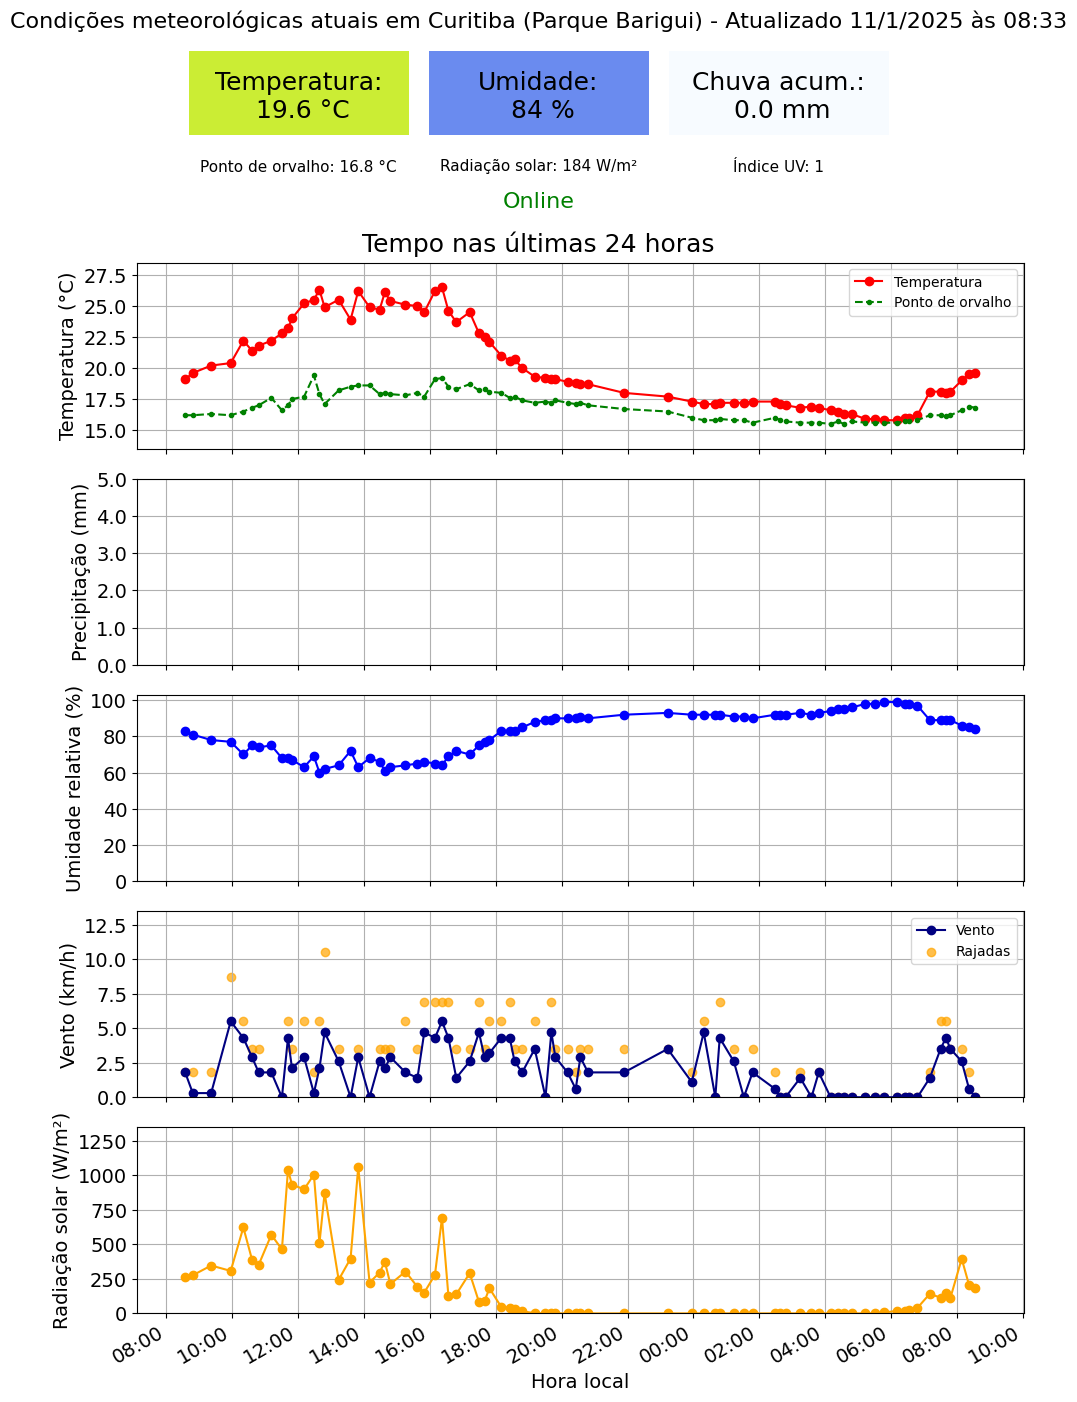 Condições meteorológicas atuais em Curitiba (Parque Barigui) - Atualizado 11/1/2025 às 08:33
Temperatura:
19.6 °C
Umidade:
84 %
Chuva acum.:
0.0 mm
Ponto de orvalho: 16.8 °C
Radiação solar: 184 W/m²
Índice UV: 1
Online
Tempo nas últimas 24 horas
Temperatura (°C)
27.5
25.0
22.5
20.0
17.5
15.0
Temperatura
Ponto de orvalho
Precipitação (mm)
5.0
4.0
3.0
2.0
1.0
0.0
Umidade relativa (%)
100
80
60
40
20
0
Vento (km/h)
12.5
10.0
7.5
5.0
2.5
0.0
Vento
Rajadas
Radiação solar (W/m²)
1250
1000
750
500
250
0
08:00
10:00
12:00
14:00
16:00
18:00
20:00
22:00
00:00
02:00
04:00
06:00
08:00
10:00
Hora local